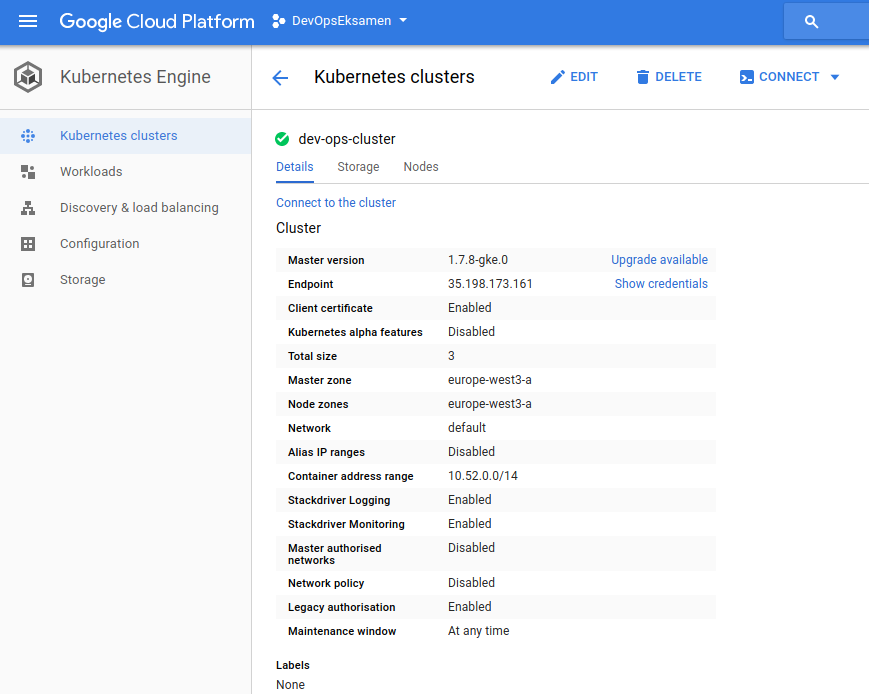 Google Cloud Platform DevOpsEksamen
Kubernetes Engine
Kubernetes clusters EDIT DELETE CONNECT
Kubernetes clusters
Workloads
Discovery & load balancing
Configuration
Storage
dev-ops-cluster
Details Storage Nodes
Connect to the cluster
Cluster
Master version 1.7.8-gke.0 Upgrade available
Endpoint 35.198.173.161 Show credentials
Client certificate Enabled
Kubernetes alpha features Disabled
Total size 3
Master zone europe-west3-a
Node zones europe-west3-a
Network default
Alias IP ranges Disabled
Container address range 10.52.0.0/14
Stackdriver Logging Enabled
Stackdriver Monitoring Enabled
Master authorised Disabled
networks
Network policy Disabled
Legacy authorisation Enabled
Maintenance window At any time
Labels
None